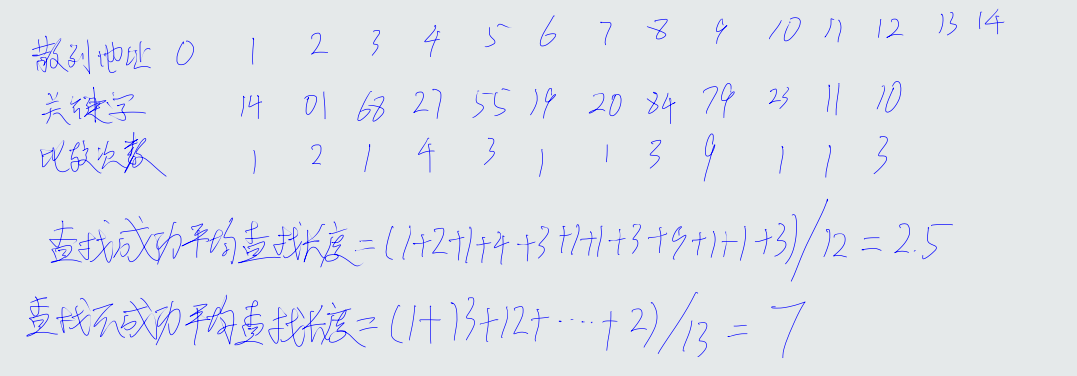 散列地址 0 1 2 3 4 5 6 7 8 9 10 11 12 13 14
关键字 14 01 68 27 55 19 20 84 79 23 11 10
比较次数 1 2 1 4 3 1 1 3 9 1 1 3
查找成功平均查找长度=(1+2+1+4+3+1+1+3+9+1+1+3)/12=2.5
查找不成功平均查找长度=(1+13+12+……+2)/13=7